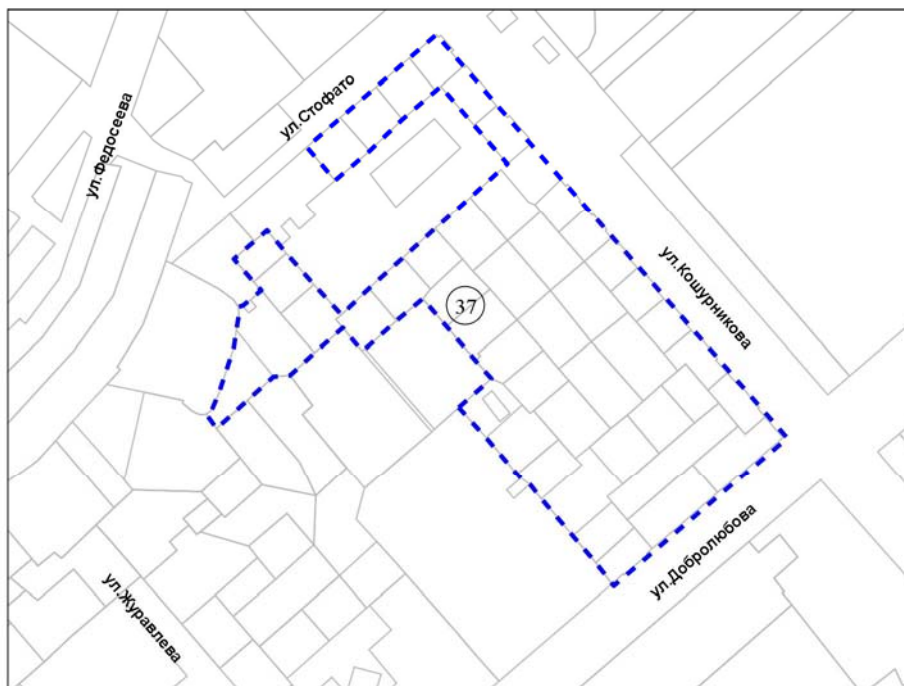 ул.Стофато
ул.Федосеева
ул.Кошурникова
37
ул.Добролюбова
ул.Журавлева